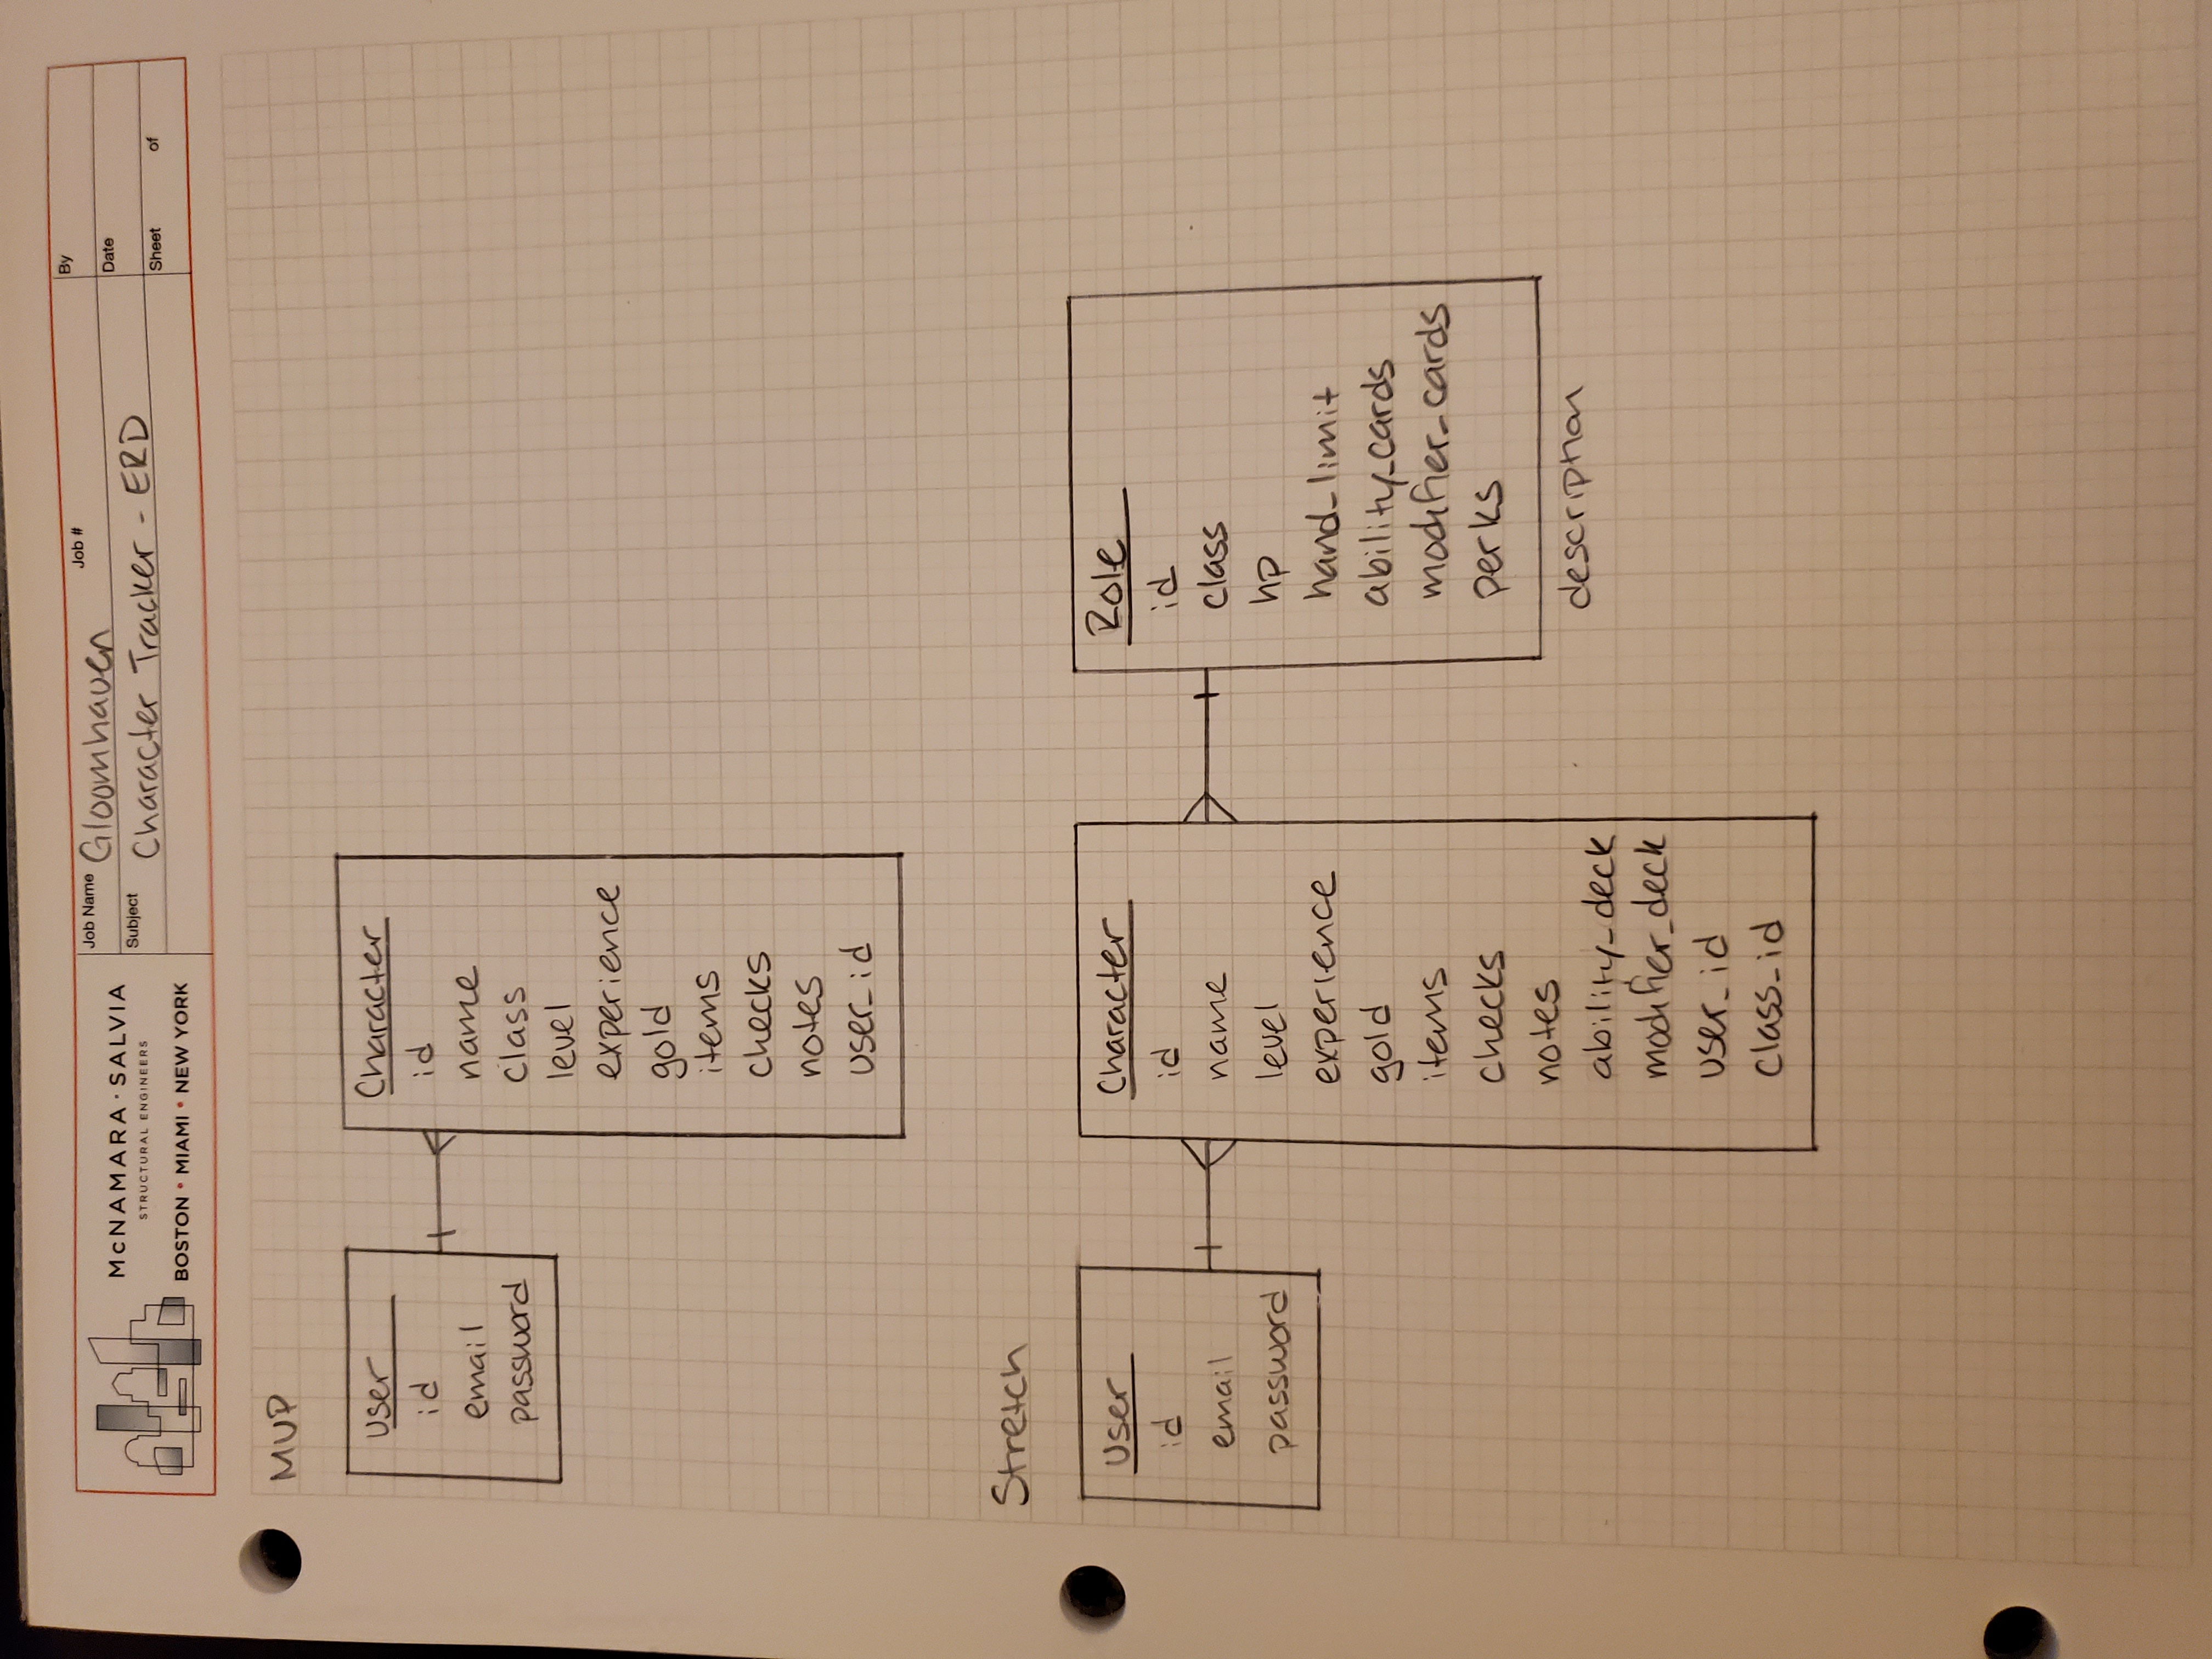 McNAMARA · SALVIA
STRUCTURAL ENGINEERS
BOSTON • MIAMI • NEW YORK
Job Name Gloomhaven Job #
Subject Character Tracker - ERD
By
Date
Sheet of
MVP
User
id
email
password
Character
id
name
class
level
experience
gold
items
checks
notes
user_id
Stretch
User
id
email
password
Character
id
name
level
experience
gold
items
checks
notes
ability_deck
modifier_deck
user_id
class_id
Role
id
class
hp
hand_limit
ability_cards
modifier_cards
perks
description